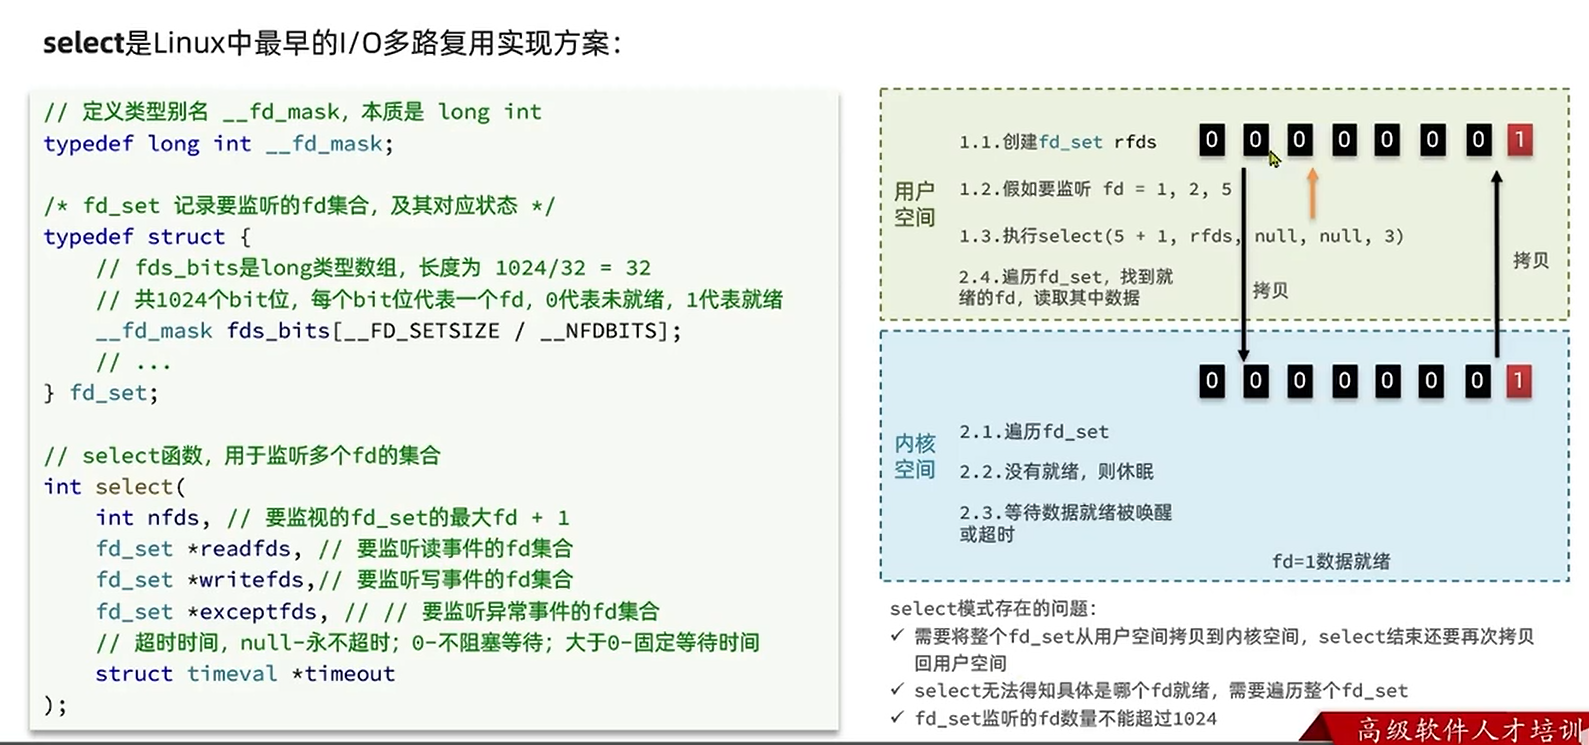 select是Linux中最早的I/O多路复用实现方案：
// 定义类型别名 __fd_mask，本质是 long int
typedef long int __fd_mask;
/* fd_set 记录要监听的fd集合，及其对应状态 */
typedef struct {
// fds_bits是long类型数组，长度为 1024/32 = 32
// 共1024个bit位，每个bit位代表一个fd，0代表未就绪，1代表就绪
__fd_mask fds_bits[__FD_SETSIZE / __NFDBITS];
// ...
} fd_set;
// select函数，用于监听多个fd的集合
int select(
int nfds, // 要监视的fd_set的最大fd + 1
fd_set *readfds, // 要监听读事件的fd集合
fd_set *writefds,// 要监听写事件的fd集合
fd_set *exceptfds, // // 要监听异常事件的fd集合
// 超时时间，null-永不超时；0-不阻塞等待；大于0-固定等待时间
struct timeval *timeout
);
用户
空间
1.1.创建fd_set rfds
0 0 0 0 0 0 0 1
1.2.假如要监听 fd = 1, 2, 5
1.3.执行select(5 + 1, rfds, null, null, 3)
2.4.遍历fd_set，找到就
绪的fd，读取其中数据
拷贝
拷贝
内核
空间
0 0 0 0 0 0 0 1
2.1.遍历fd_set
2.2.没有就绪，则休眠
2.3.等待数据就绪被唤醒
或超时
fd=1数据就绪
select模式存在的问题：
✓ 需要将整个fd_set从用户空间拷贝到内核空间，select结束还要再次拷贝
回用户空间
✓ select无法得知具体是哪个fd就绪，需要遍历整个fd_set
✓ fd_set监听的fd数量不能超过1024
高级软件人才培训